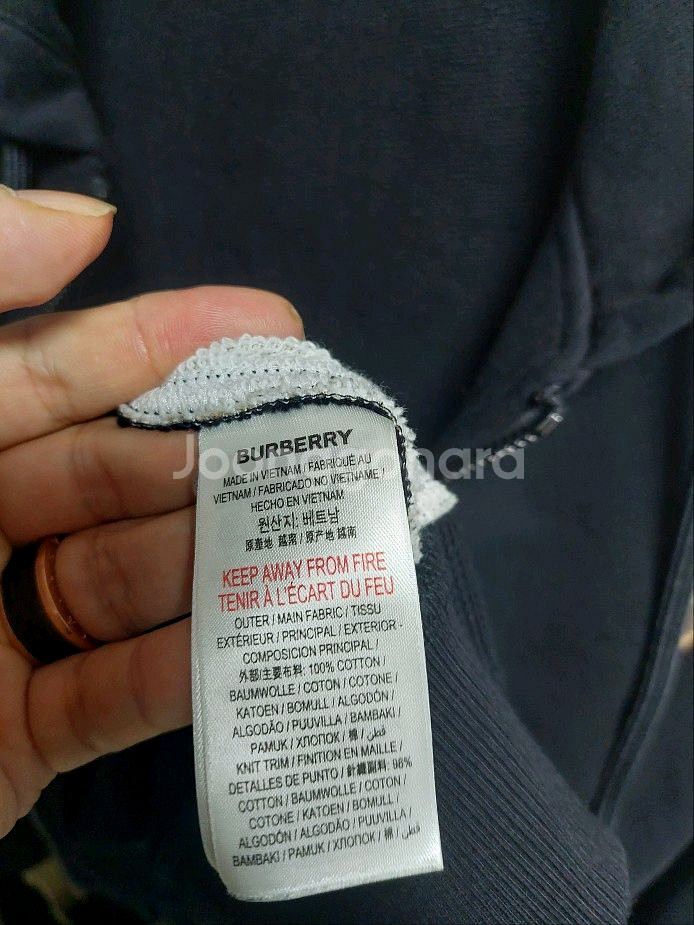 BURBERRY
MADE IN VIETNAM / FABRIQUÉ AU
VIETNAM / FABRICADO NO VIETNAME /
HECHO EN VIETNAM
원산지: 베트남
原產地 越南 / 原产地 越南
KEEP AWAY FROM FIRE
TENIR À L'ÉCART DU FEU
OUTER / MAIN FABRIC / TISSU
EXTÉRIEUR / PRINCIPAL / EXTERIOR -
COMPOSICIÓN PRINCIPAL /
外部/主要布料: 100% COTTON /
BAUMWOLLE / COTON / COTONE /
KATOEN / BOMULL / ALGODÓN /
ALGODÃO / PUUVILLA / BAMBAKI /
PAMUK / ХЛОПОК / 棉 / قطن
KNIT TRIM / FINITION EN MAILLE /
DETALLES DE PUNTO / 針織副料: 98%
COTTON / BAUMWOLLE / COTON /
COTONE / KATOEN / BOMULL /
ALGODÓN / ALGODÃO / PUUVILLA /
BAMBAKI / PAMUK / ХЛОПОК / 棉 / قطن